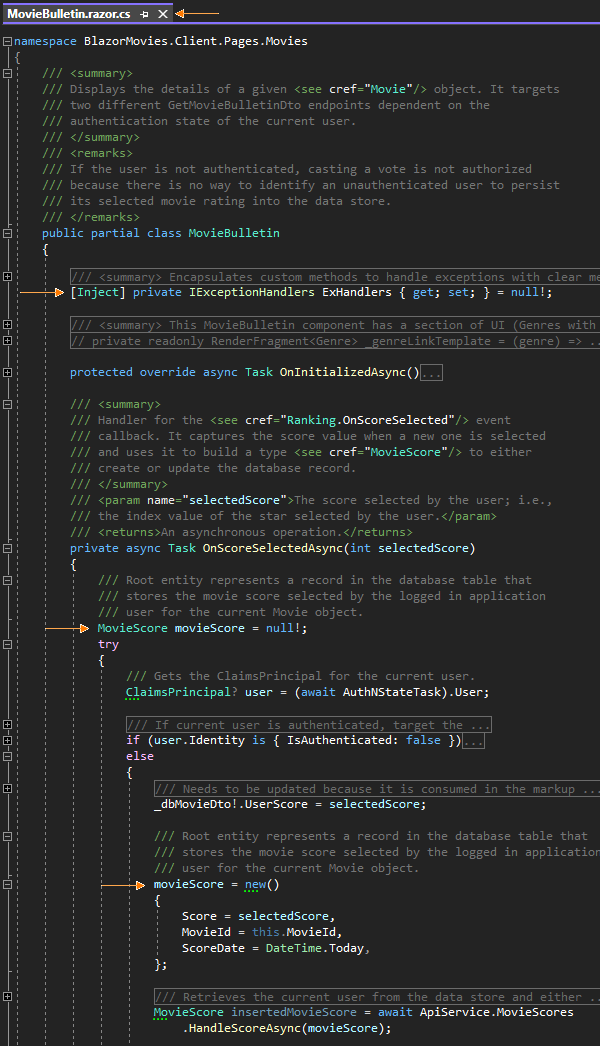 MovieBulletin.razor.cs
namespace BlazorMovies.Client.Pages.Movies
{
/// <summary>
/// Displays the details of a given <see cref="Movie"/> object. It targets
/// two different GetMovieBulletinDto endpoints dependent on the
/// authentication state of the current user.
/// </summary>
/// <remarks>
/// If the user is not authenticated, casting a vote is not authorized
/// because there is no way to identify an unauthenticated user to persist
/// its selected movie rating into the data store.
/// </remarks>
public partial class MovieBulletin
{
/// <summary> Encapsulates custom methods to handle exceptions with clear me
[Inject] private IExceptionHandlers ExHandlers { get; set; } = null!;
/// <summary> This MovieBulletin component has a section of UI (Genres with
// private readonly RenderFragment<Genre> _genreLinkTemplate = (genre) => ..
protected override async Task OnInitializedAsync()...
/// <summary>
/// Handler for the <see cref="Ranking.OnScoreSelected"/> event
/// callback. It captures the score value when a new one is selected
/// and uses it to build a type <see cref="MovieScore"/> to either
/// create or update the database record.
/// </summary>
/// <param name="selectedScore">The score selected by the user; i.e.,
/// the index value of the star selected by the user.</param>
/// <returns>An asynchronous operation.</returns>
private async Task OnScoreSelectedAsync(int selectedScore)
{
/// Root entity represents a record in the database table that
/// stores the movie score selected by the logged in application
/// user for the current Movie object.
MovieScore movieScore = null!;
try
{
/// Gets the ClaimsPrincipal for the current user.
ClaimsPrincipal? user = (await AuthNStateTask).User;
/// If current user is authenticated, target the ...
if (user.Identity is { IsAuthenticated: false })...
else
{
/// Needs to be updated because it is consumed in the markup ...
_dbMovieDto!.UserScore = selectedScore;
/// Root entity represents a record in the database table that
/// stores the movie score selected by the logged in application
/// user for the current Movie object.
movieScore = new()
{
Score = selectedScore,
MovieId = this.MovieId,
ScoreDate = DateTime.Today,
};
/// Retrieves the current user from the data store and either ..
MovieScore insertedMovieScore = await ApiService.MovieScores
.HandleScoreAsync(movieScore);